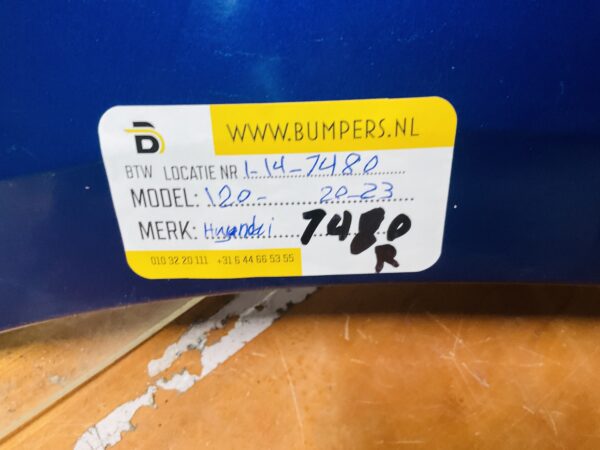 WWW.BUMPERS.NL
BTW LOCATIE NR 1-14-7480
MODEL: 120- 20-23
MERK: Hyundai 7480
R
010 32 20 111 +31 6 44 66 53 55